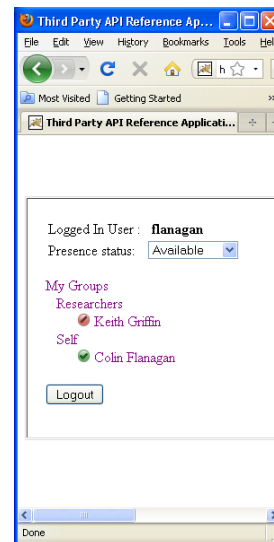 Third Party API Reference Ap...
File Edit View History Bookmarks Tools Hel
h
Most Visited Getting Started »
Third Party API Reference Applicati...
Logged In User : flanagan
Presence status: Available
My Groups
Researchers
Keith Griffin
Self
Colin Flanagan
Logout
Done